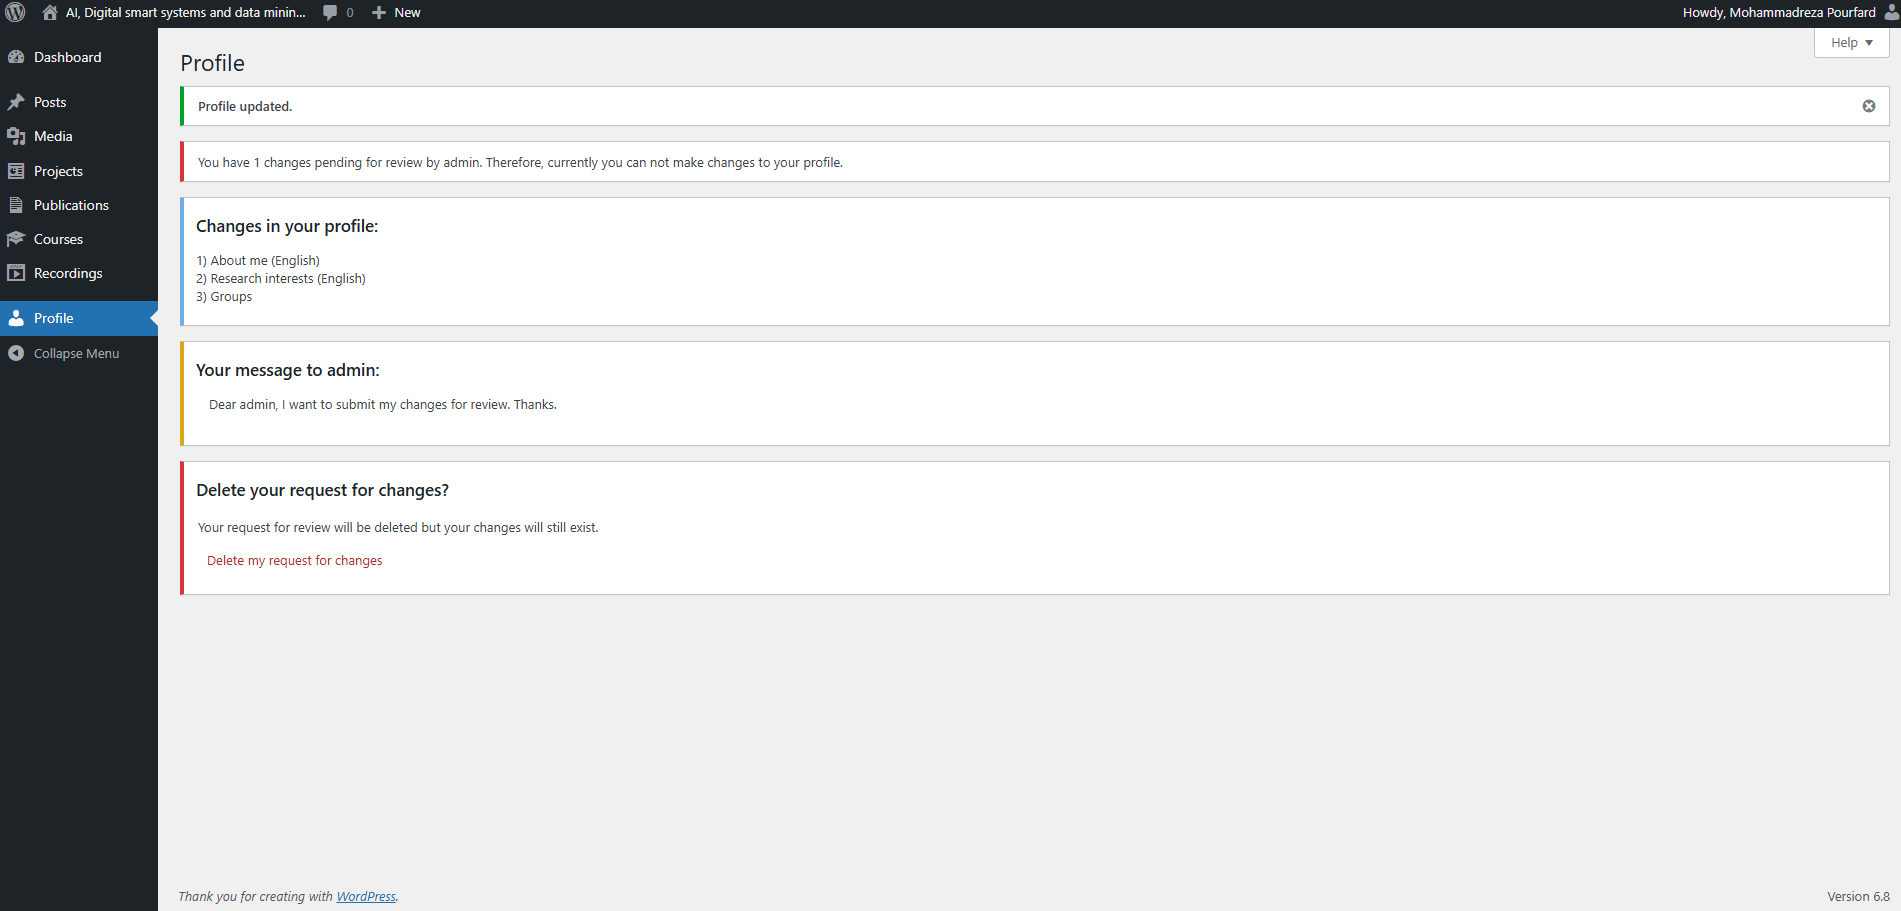 AI, Digital smart systems and data minin...
0
New
Howdy, Mohammadreza Pourfard
Help
Dashboard
Posts
Media
Projects
Publications
Courses
Recordings
Profile
Collapse Menu
Profile
Profile updated.
You have 1 changes pending for review by admin. Therefore, currently you can not make changes to your profile.
Changes in your profile:
1) About me (English)
2) Research interests (English)
3) Groups
Your message to admin:
Dear admin, I want to submit my changes for review. Thanks.
Delete your request for changes?
Your request for review will be deleted but your changes will still exist.
Delete my request for changes
Thank you for creating with WordPress.
Version 6.8